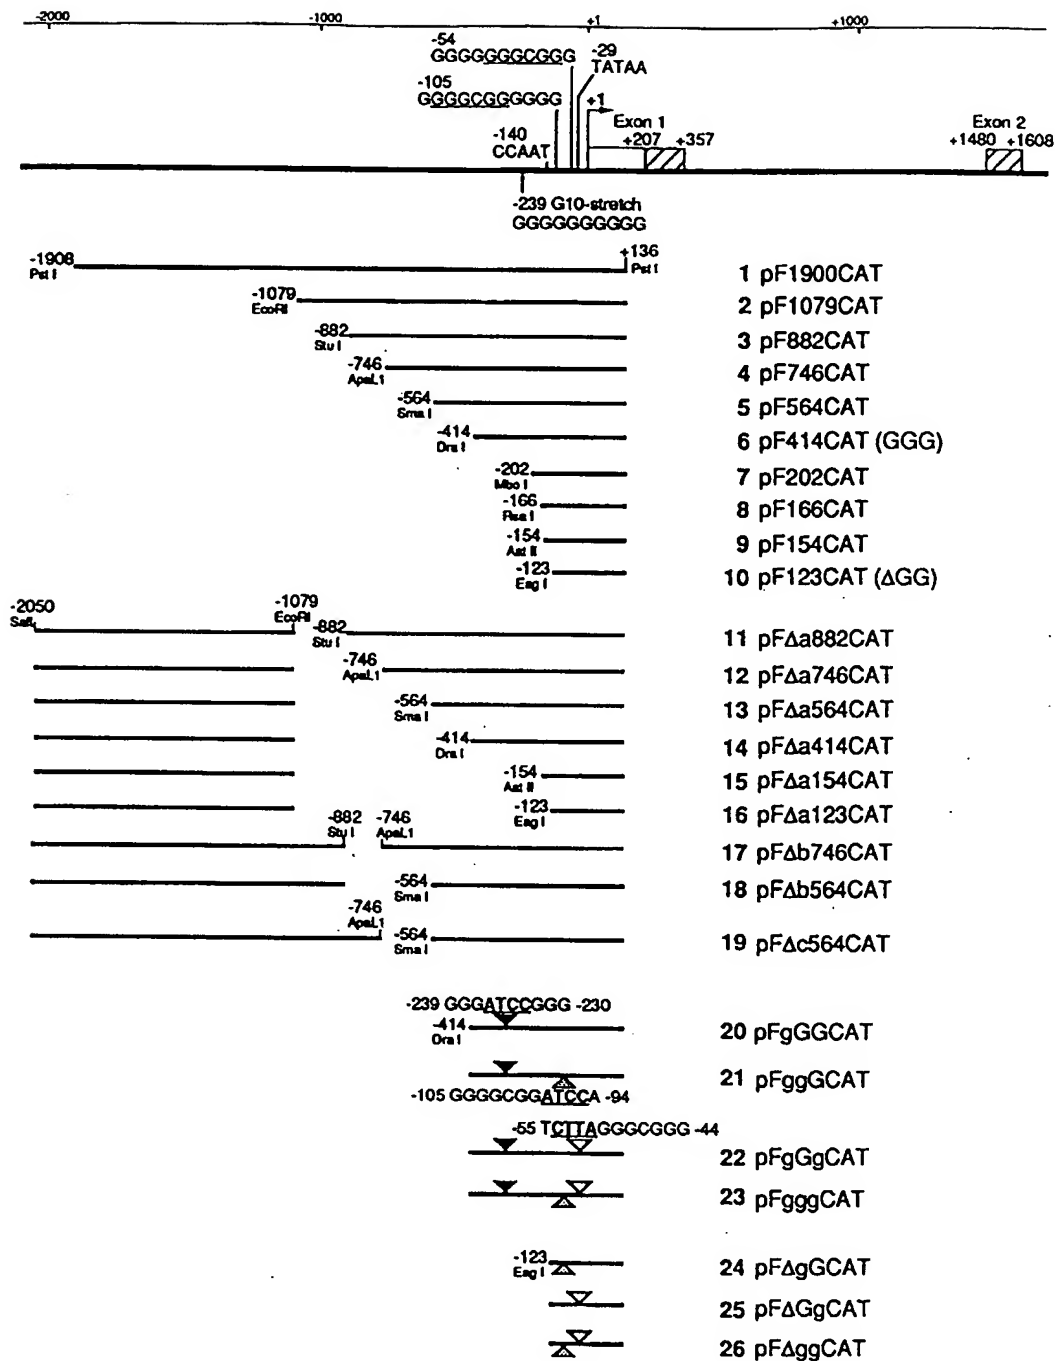 -2000 -1000 +1 +1000
-54
GGGGGGGCGGG
-29
TATAA
-105
GGGGCGGGGGG
+1
-140
CCAAT
Exon 1
+207 +357
Exon 2
+1480 +1608
-239 G10-stretch
GGGGGGGGGG
-1908
Pst I
+136
Pst I
1 pF1900CAT
-1079
EcoRI
2 pF1079CAT
-882
Stu I
3 pF882CAT
-746
ApaL1
4 pF746CAT
-564
Sma I
5 pF564CAT
-414
Dra I
6 pF414CAT (GGG)
-202
Mbo I
7 pF202CAT
-166
Rsa I
8 pF166CAT
-154
Aat II
9 pF154CAT
-123
Eag I
10 pF123CAT (ΔGG)
-2050
SalI
-1079
EcoRI
-882
Stu I
11 pFΔa882CAT
-746
ApaL1
12 pFΔa746CAT
-564
Sma I
13 pFΔa564CAT
-414
Dra I
14 pFΔa414CAT
-154
Aat II
15 pFΔa154CAT
-123
Eag I
16 pFΔa123CAT
-882
Stu I
-746
ApaL1
17 pFΔb746CAT
-564
Sma I
18 pFΔb564CAT
-746
ApaL1
-564
Sma I
19 pFΔc564CAT
-239 GGGATCCGGG -230
-414
Dra I
20 pFgGGCAT
21 pFggGCAT
-105 GGGGCGGATCCA -94
-55 TCTTAGGGCGGG -44
22 pFgGgCAT
23 pFgggCAT
-123
Eag I
24 pFΔgGCAT
25 pFΔGgCAT
26 pFΔggCAT